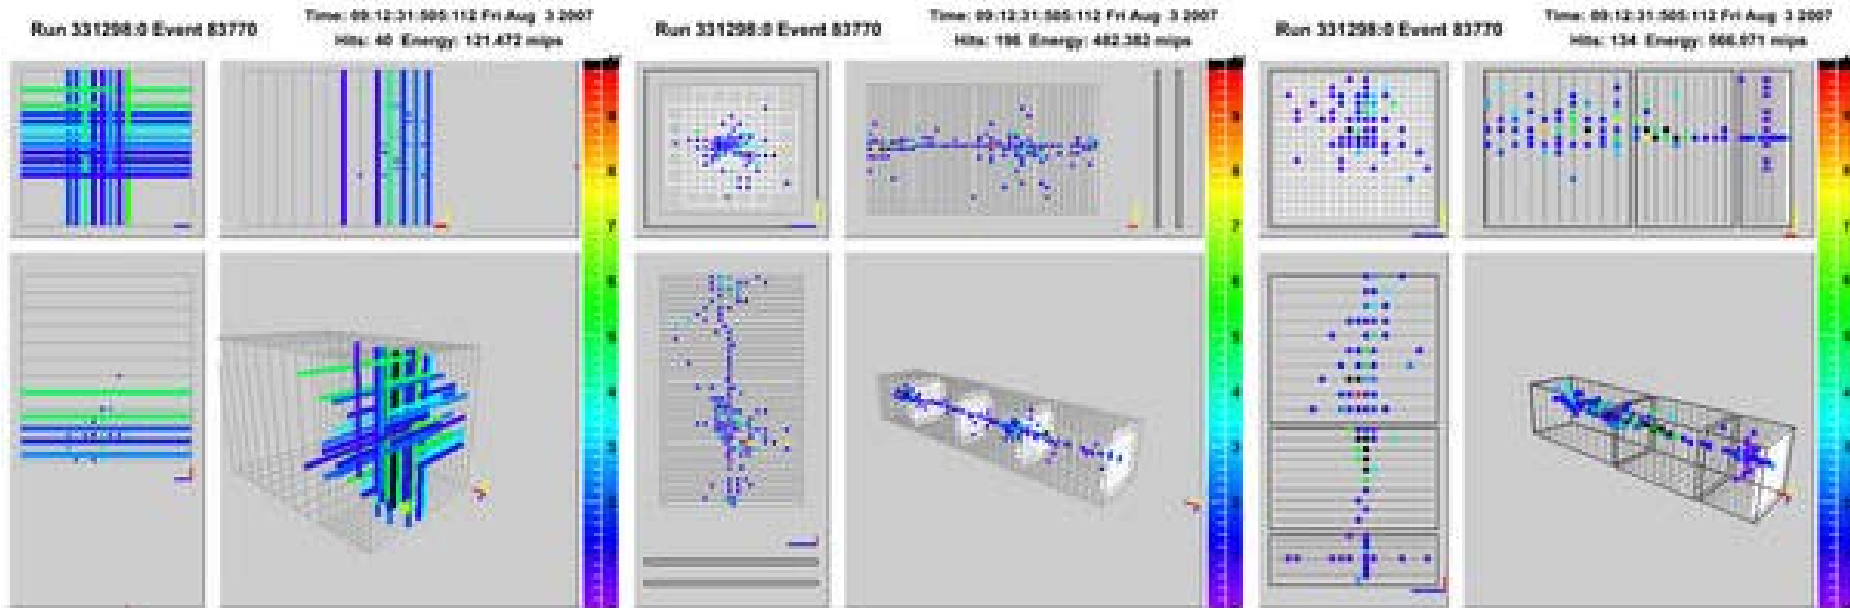 Run 331298:0 Event 83770
Time: 09:12:31:505:112 Fri Aug 3 2007
Hits: 40 Energy: 121.472 mips
Run 331298:0 Event 83770
Time: 09:12:31:505:112 Fri Aug 3 2007
Hits: 196 Energy: 482.382 mips
Run 331298:0 Event 83770
Time: 09:12:31:505:112 Fri Aug 3 2007
Hits: 134 Energy: 566.071 mips